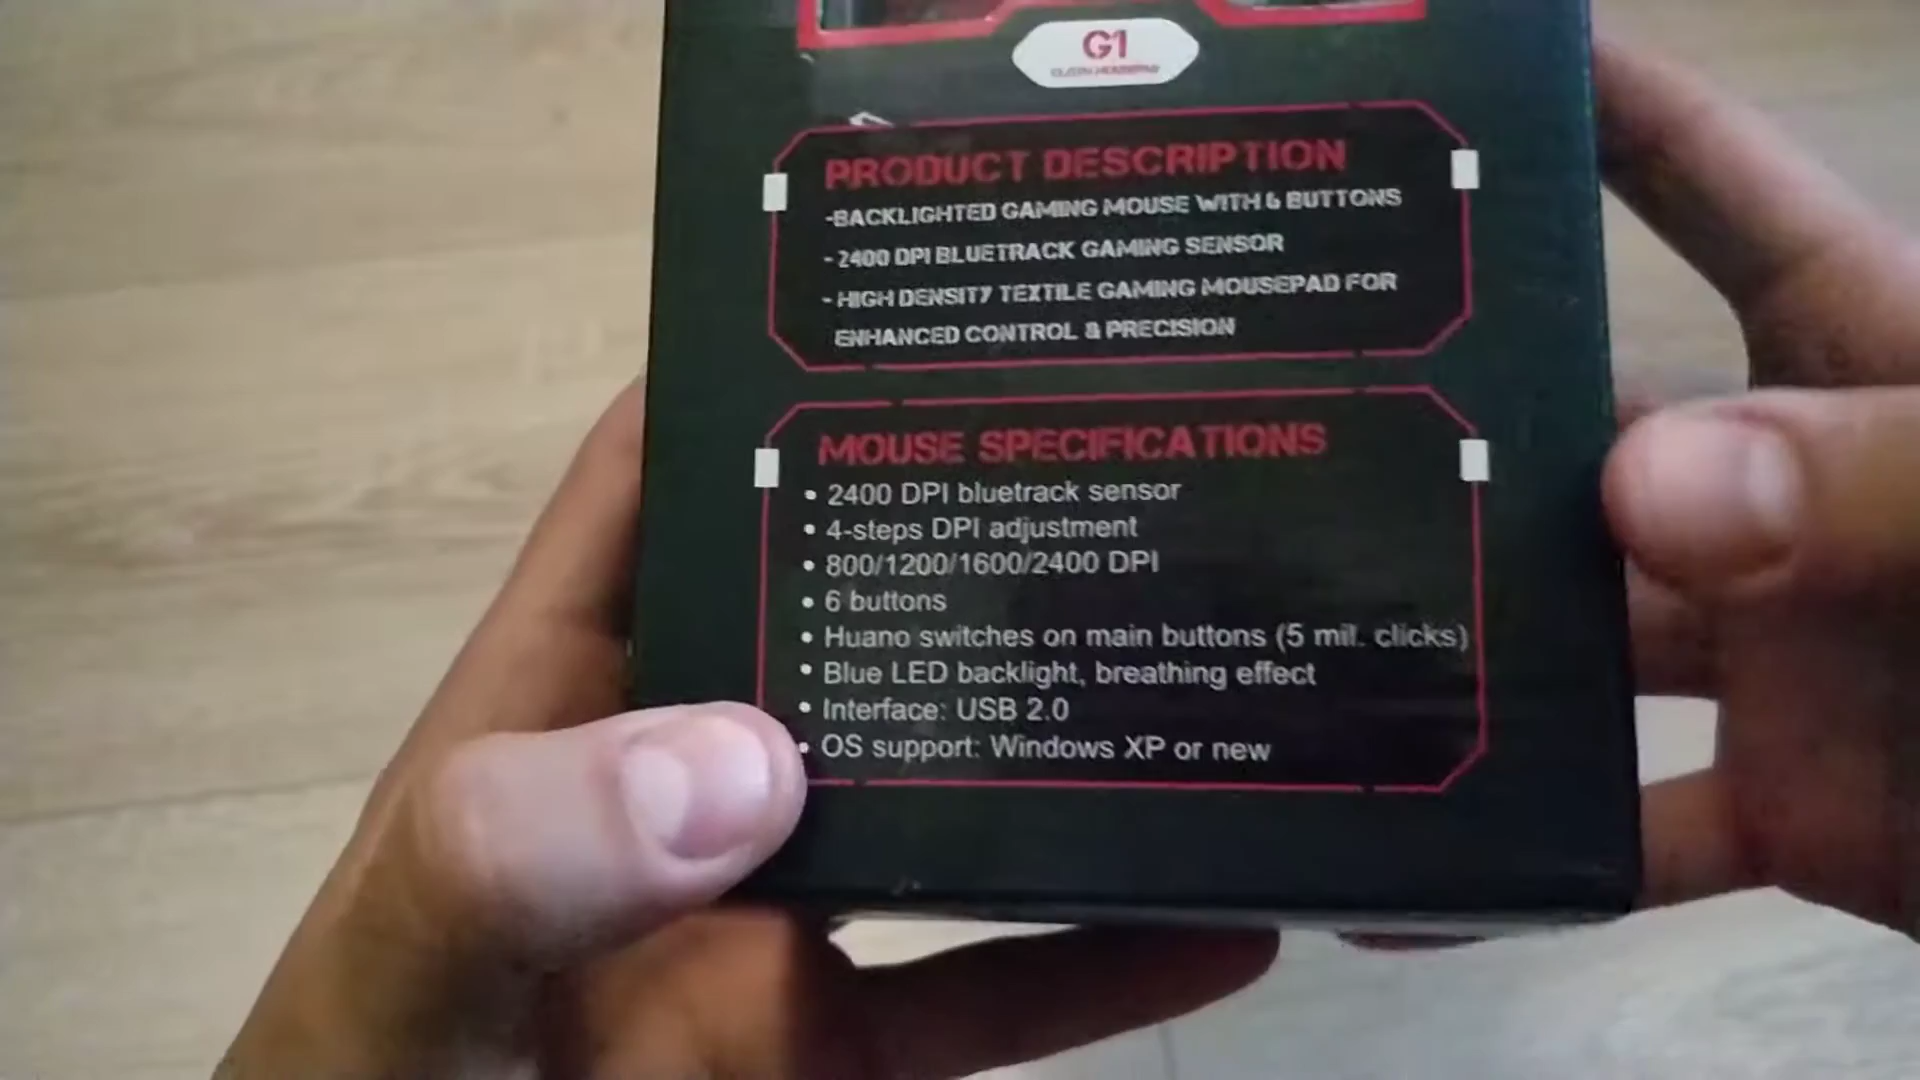 G1
PRODUCT DESCRIPTION
-BACKLIGHTED GAMING MOUSE WITH 6 BUTTONS
- 2400 DPI BLUETRACK GAMING SENSOR
- HIGH DENSITY TEXTILE GAMING MOUSEPAD FOR
ENHANCED CONTROL & PRECISION
MOUSE SPECIFICATIONS
• 2400 DPI bluetrack sensor
• 4-steps DPI adjustment
• 800/1200/1600/2400 DPI
• 6 buttons
• Huano switches on main buttons (5 mil. clicks)
• Blue LED backlight, breathing effect
• Interface: USB 2.0
• OS support: Windows XP or new